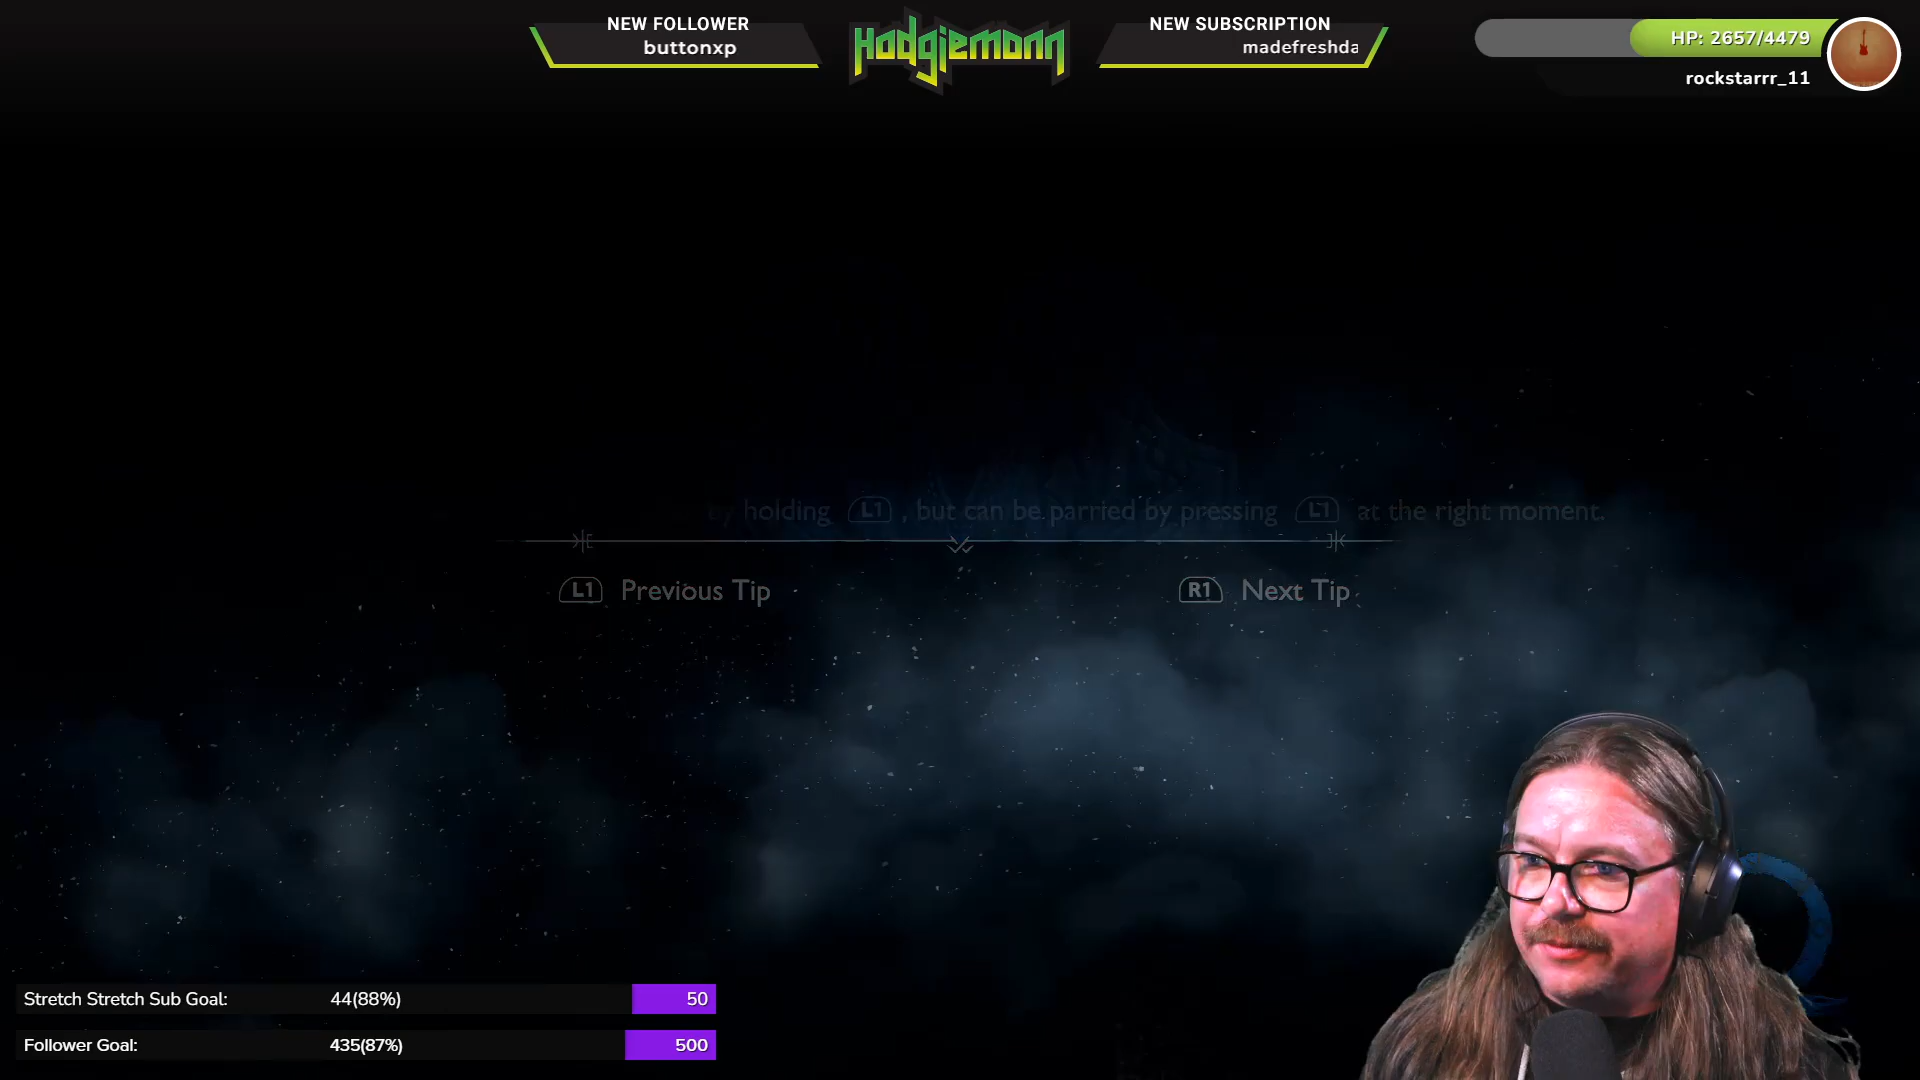 NEW FOLLOWER
buttonxp
Hodgiemonn
NEW SUBSCRIPTION
madefreshda
HP: 2657/4479
rockstarrr_11
by holding L1 , but can be parried by pressing L1 at the right moment.
L1 Previous Tip
R1 Next Tip
Stretch Stretch Sub Goal: 44(88%) 50
Follower Goal: 435(87%) 500